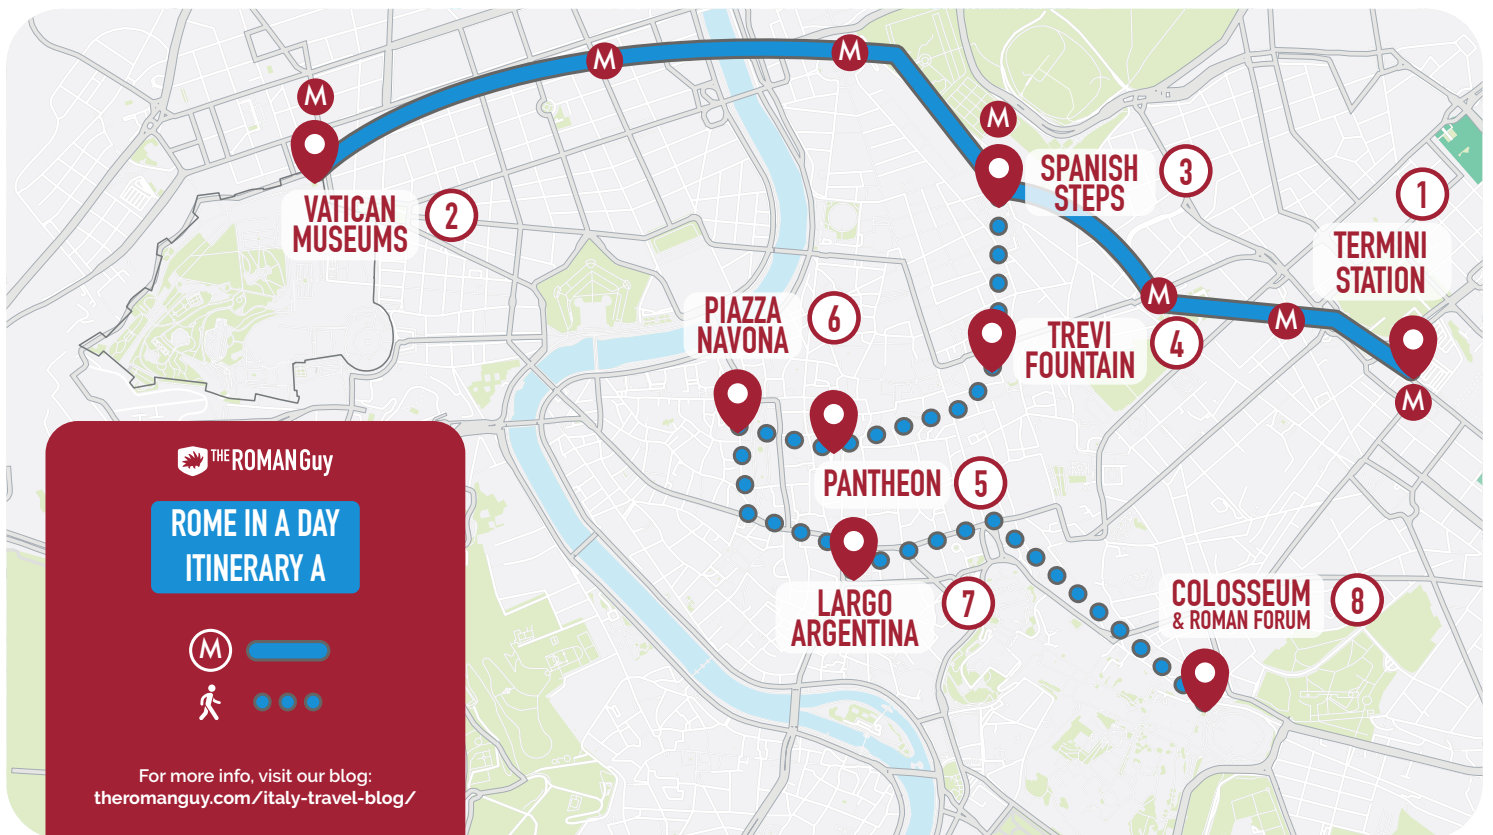 M
M
M
M
SPANISH
STEPS
3
1
TERMINI
STATION
VATICAN
MUSEUMS
2
PIAZZA
NAVONA
6
M
M
TREVI
FOUNTAIN
4
M
PANTHEON
5
LARGO
ARGENTINA
7
COLOSSEUM
& ROMAN FORUM
8
THE ROMAN Guy
ROME IN A DAY
ITINERARY A
M
For more info, visit our blog:
theromanguy.com/italy-travel-blog/